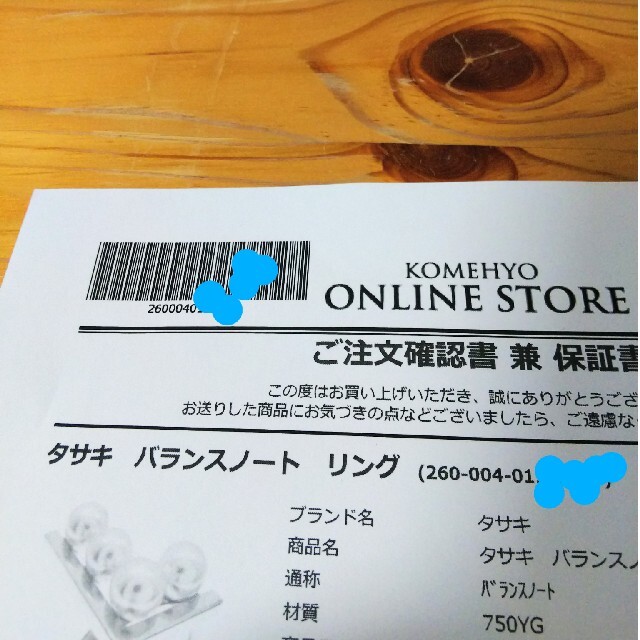 2600040
KOMEHYO
ONLINE STORE
ご注文確認書 兼 保証書
この度はお買い上げいただき、誠にありがとうござ
お送りした商品にお気づきの点などございましたら、ご遠慮な
タサキ バランスノート リング (260-004-01
ブランド名 タサキ
商品名 タサキ バランスノ
通称 バランスノート
材質 750YG